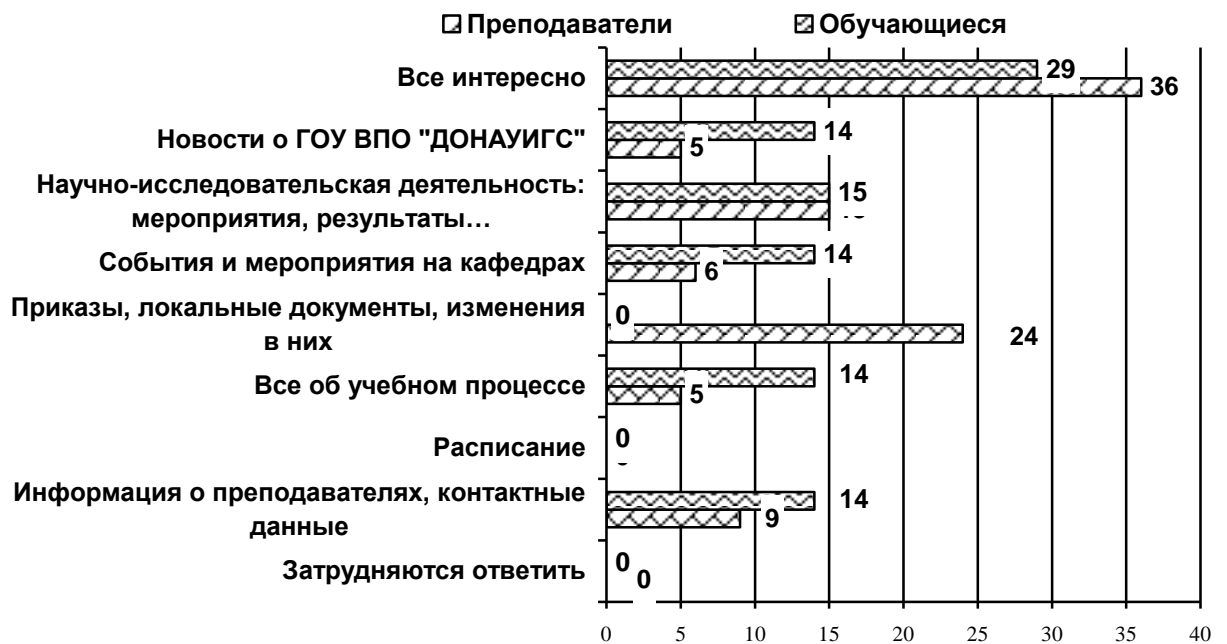 Преподаватели Обучающиеся
Все интересно
29
36
Новости о ГОУ ВПО "ДОНАУИГС"
14
5
Научно-исследовательская деятельность:
мероприятия, результаты…
15
События и мероприятия на кафедрах
14
6
Приказы, локальные документы, изменения
в них
0
24
Все об учебном процессе
14
5
Расписание
0
Информация о преподавателях, контактные
данные
14
9
Затрудняются ответить
0
0
0 5 10 15 20 25 30 35 40